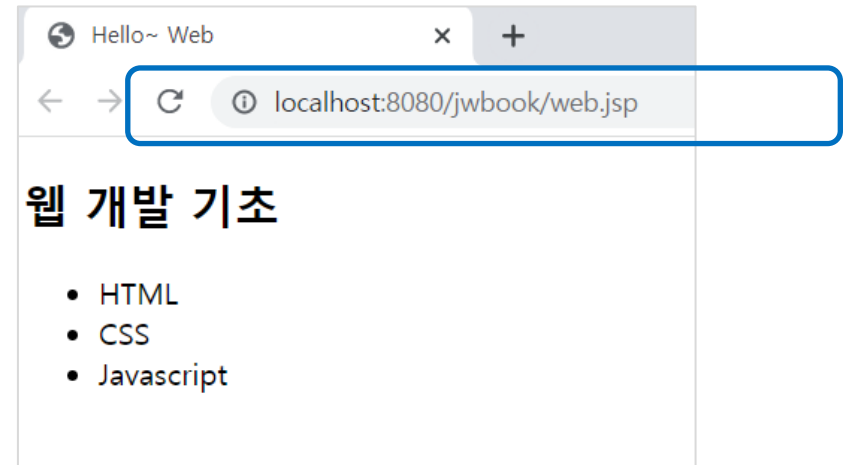 Hello~ Web
localhost:8080/jwbook/web.jsp
웹 개발 기초
HTML
CSS
Javascript